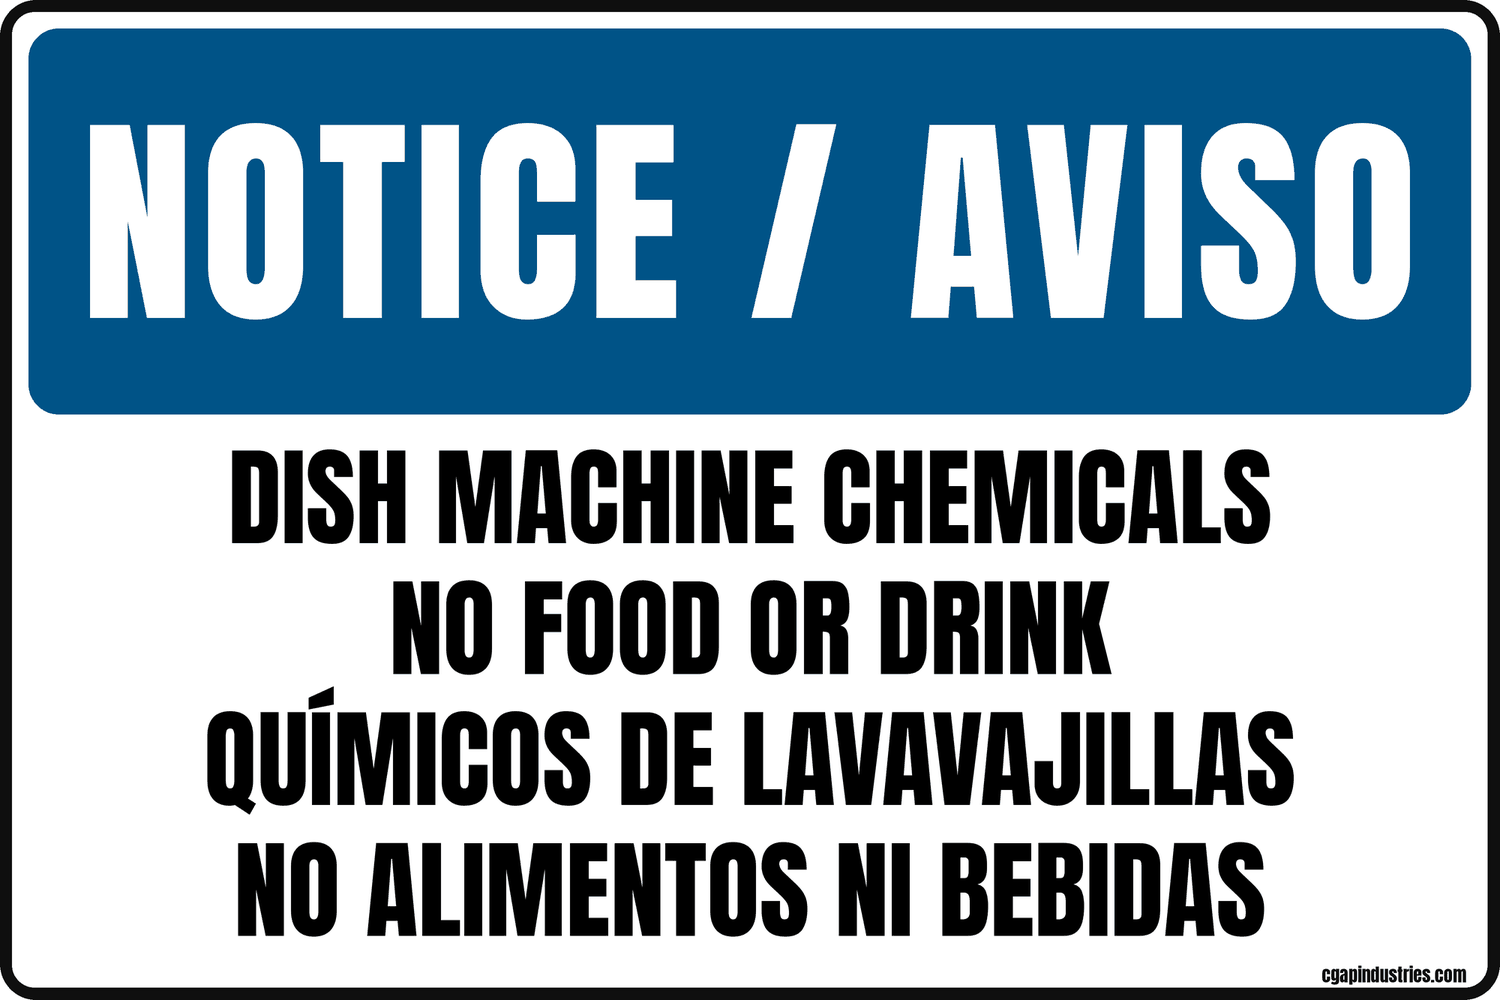 NOTICE / AVISO
DISH MACHINE CHEMICALS
NO FOOD OR DRINK
QUÍMICOS DE LAVAVAJILLAS
NO ALIMENTOS NI BEBIDAS
cgapindustries.com